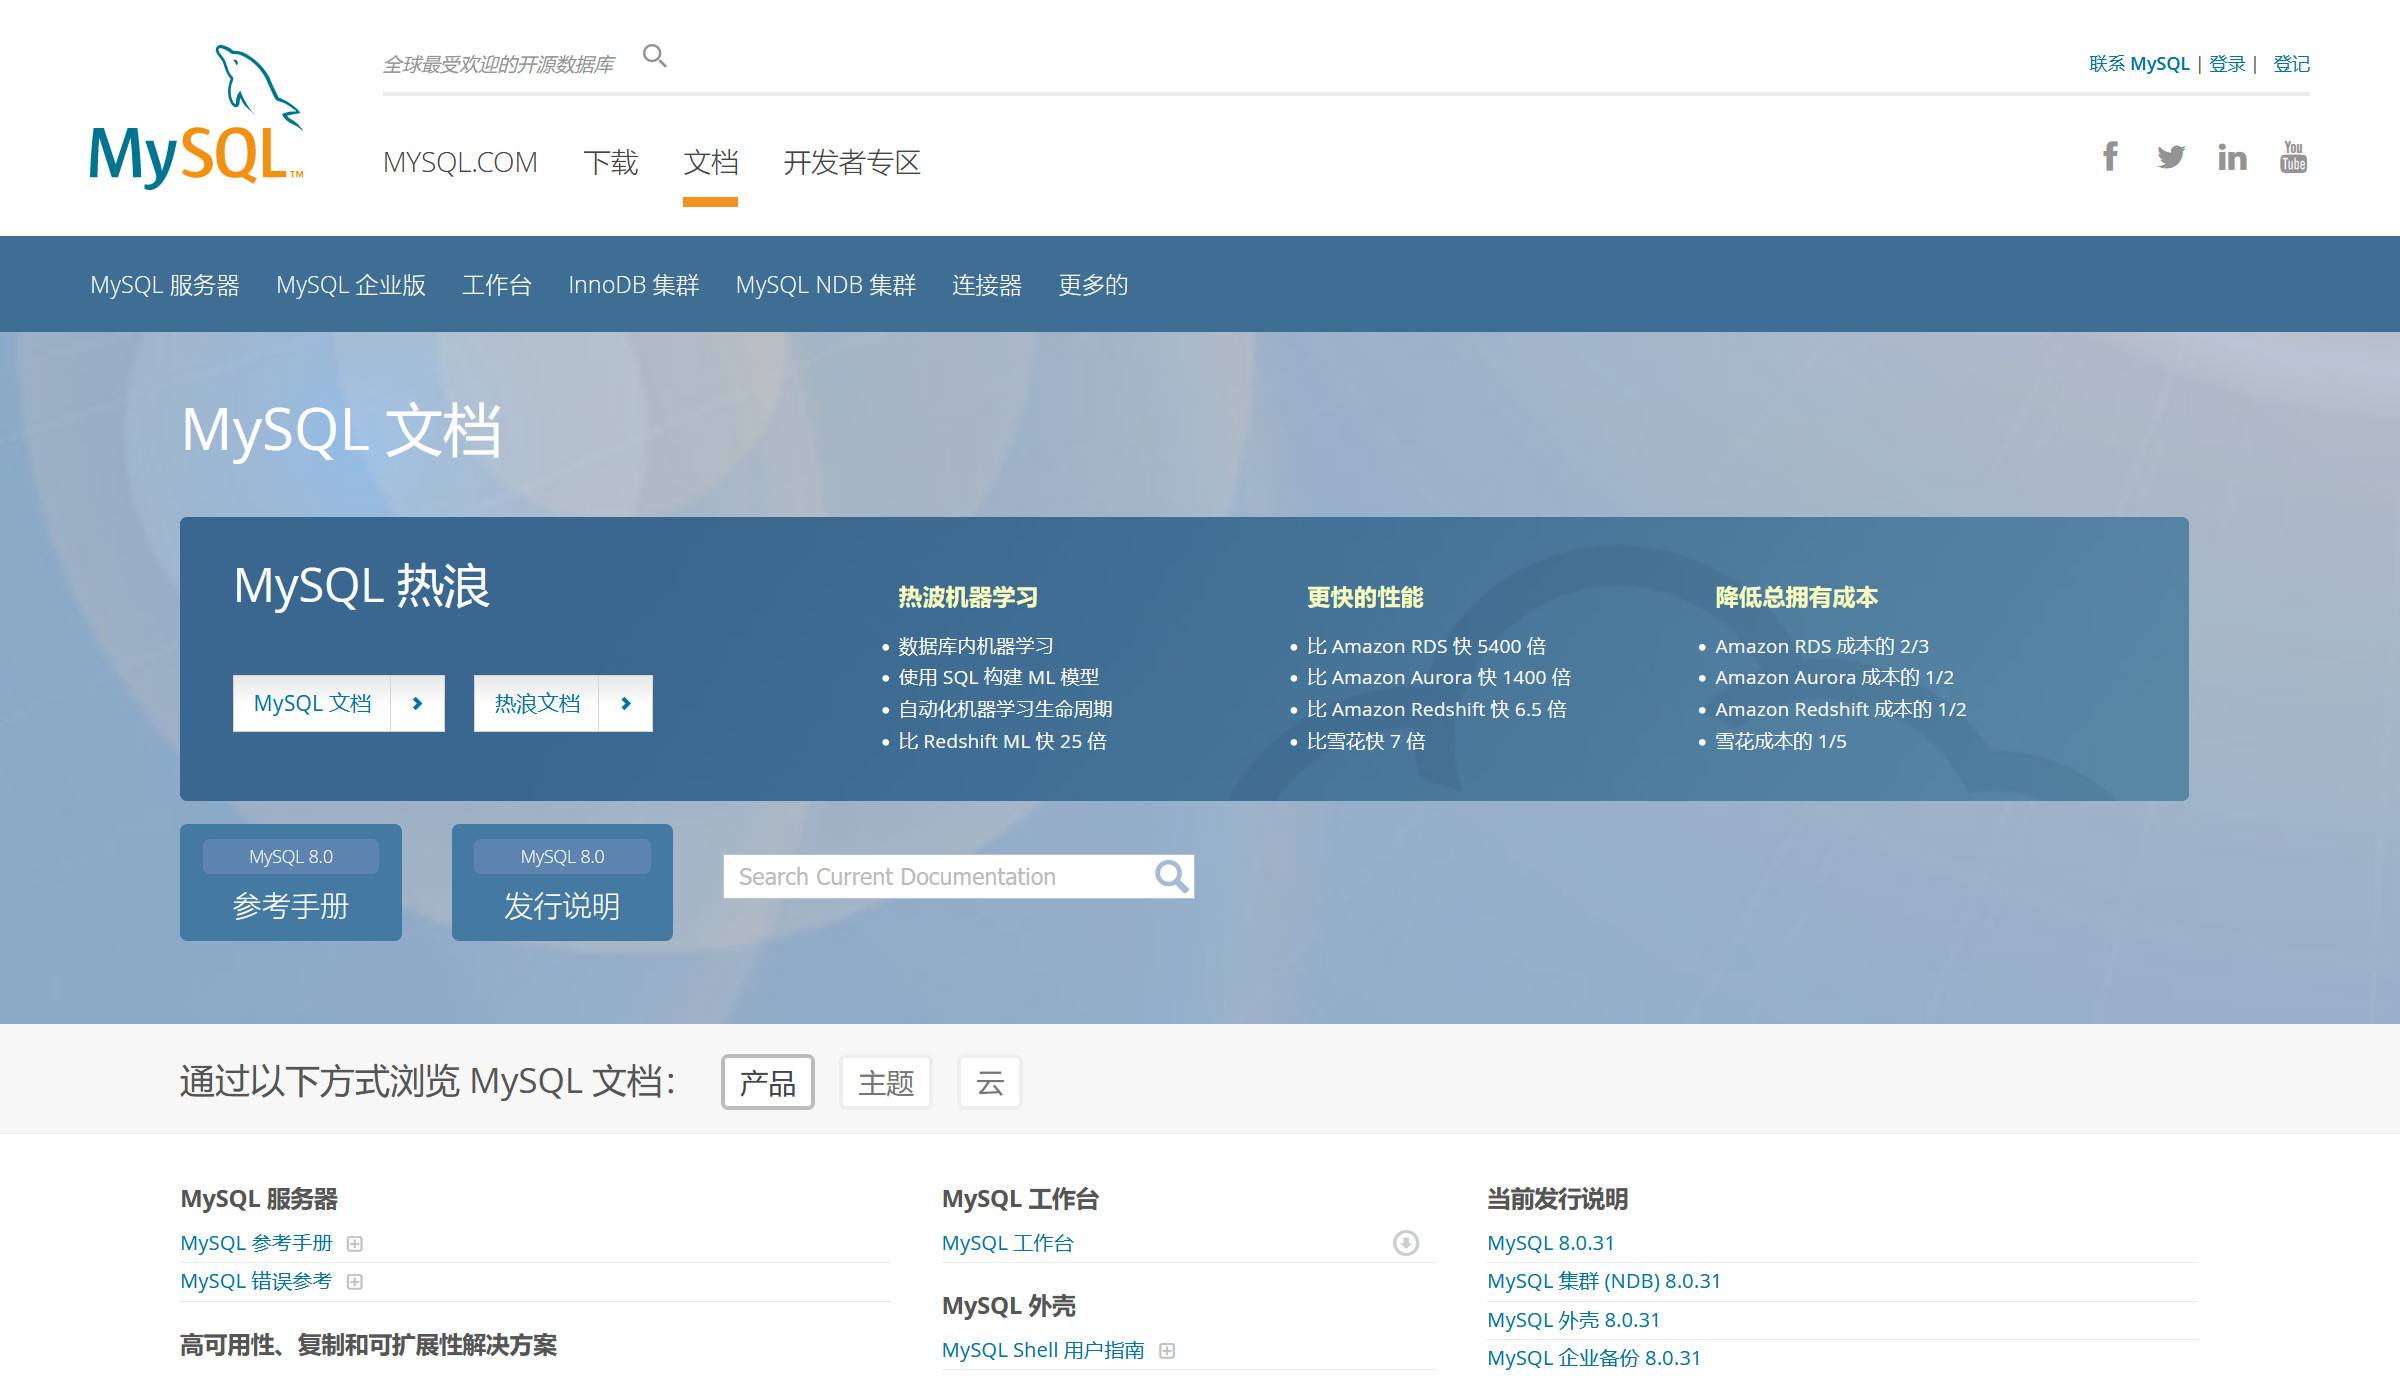 全球最受欢迎的开源数据库
联系 MySQL | 登录 | 登记
MySQL™
MYSQL.COM 下载 文档 开发者专区
You Tube
MySQL 服务器 MySQL 企业版 工作台 InnoDB 集群 MySQL NDB 集群 连接器 更多的
MySQL 文档
MySQL 热浪
MySQL 文档
热浪文档
热波机器学习
数据库内机器学习
使用 SQL 构建 ML 模型
自动化机器学习生命周期
比 Redshift ML 快 25 倍
更快的性能
比 Amazon RDS 快 5400 倍
比 Amazon Aurora 快 1400 倍
比 Amazon Redshift 快 6.5 倍
比雪花快 7 倍
降低总拥有成本
Amazon RDS 成本的 2/3
Amazon Aurora 成本的 1/2
Amazon Redshift 成本的 1/2
雪花成本的 1/5
MySQL 8.0
参考手册
MySQL 8.0
发行说明
Search Current Documentation
通过以下方式浏览 MySQL 文档： 产品 主题 云
MySQL 服务器
MySQL 参考手册
MySQL 错误参考
高可用性、复制和可扩展性解决方案
MySQL 工作台
MySQL 工作台
MySQL 外壳
MySQL Shell 用户指南
当前发行说明
MySQL 8.0.31
MySQL 集群 (NDB) 8.0.31
MySQL 外壳 8.0.31
MySQL 企业备份 8.0.31